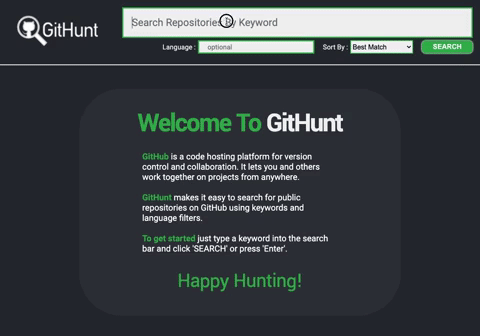 GitHunt
Search Repositories By Keyword
Language : optional Sort By : Best Match SEARCH
Welcome To GitHunt
GitHub is a code hosting platform for version
control and collaboration. It lets you and others
work together on projects from anywhere.
GitHunt makes it easy to search for public
repositories on GitHub using keywords and
language filters.
To get started just type a keyword into the search
bar and click 'SEARCH' or press 'Enter'.
Happy Hunting!